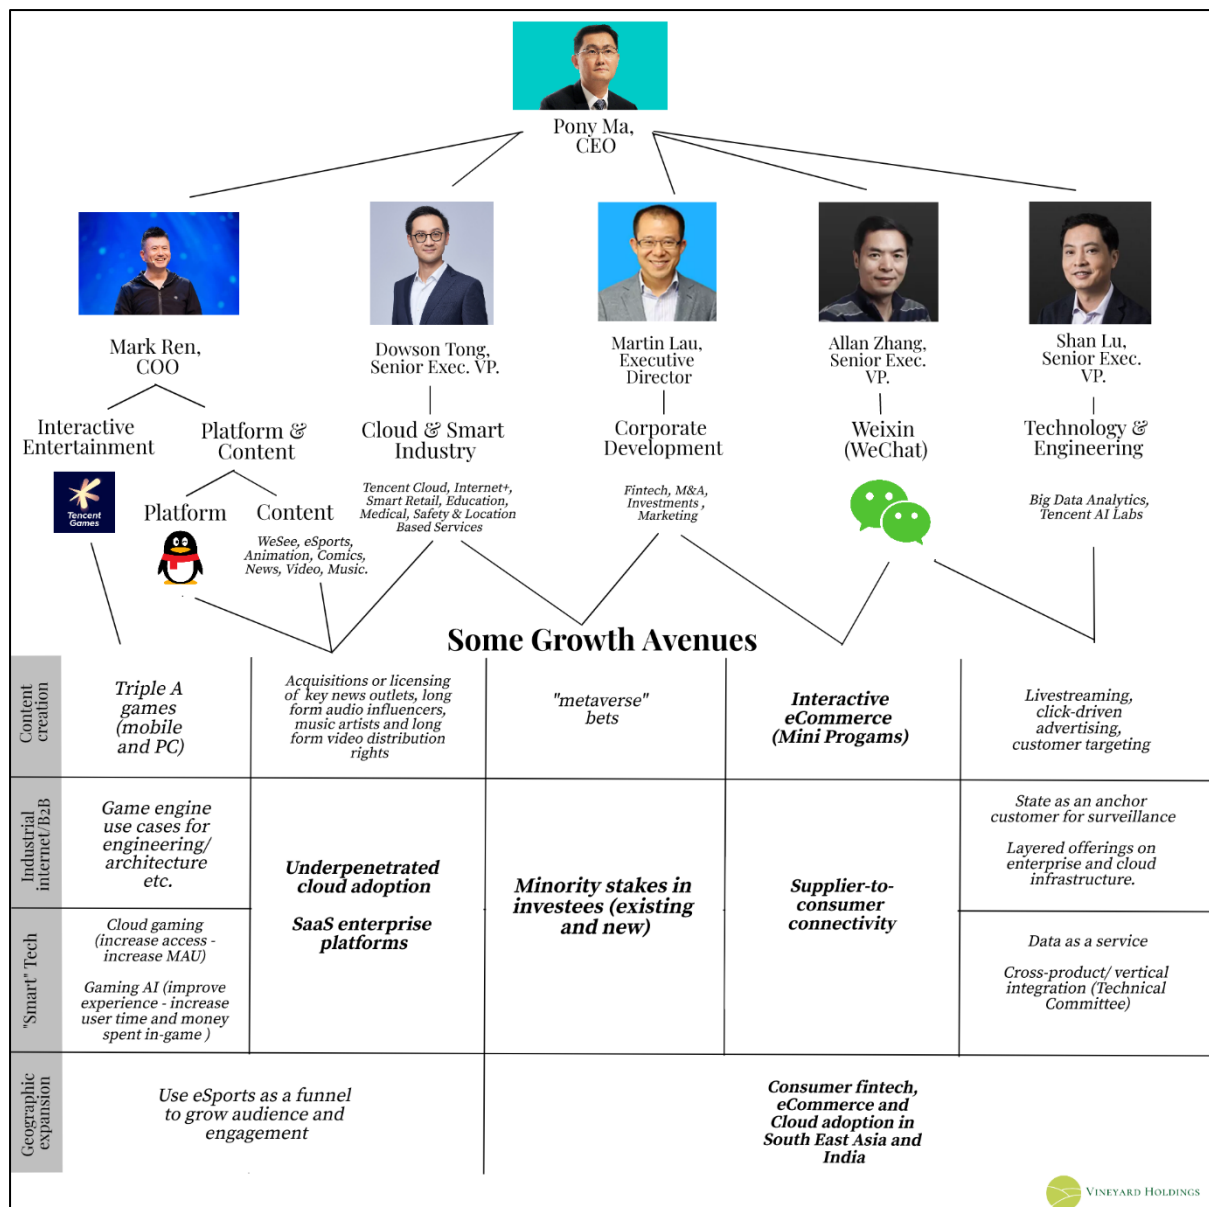 Pony Ma,
CEO
Mark Ren,
COO
Dowson Tong,
Senior Exec. VP.
Martin Lau,
Executive
Director
Allan Zhang,
Senior Exec.
VP.
Shan Lu,
Senior Exec.
VP.
Interactive
Entertainment
Platform &
Content
Cloud & Smart
Industry
Corporate
Development
Weixin
(WeChat)
Technology &
Engineering
Tencent
Games
Platform
Content
WeSee, eSports,
Animation, Comics,
News, Video, Music.
Tencent Cloud, Internet+,
Smart Retail, Education,
Medical, Safety & Location
Based Services
Fintech, M&A,
Investments ,
Marketing
Big Data Analytics,
Tencent AI Labs
Some Growth Avenues
Content
creation
Triple A
games
(mobile
and PC)
Acquisitions or licensing
of key news outlets, long
form audio influencers,
music artists and long
form video distribution
rights
"metaverse"
bets
Interactive
eCommerce
(Mini Progams)
Livestreaming,
click-driven
advertising,
customer targeting
Industrial
internet/B2B
Game engine
use cases for
engineering/
architecture
etc.
Underpenetrated
cloud adoption
SaaS enterprise
platforms
Minority stakes in
investees (existing
and new)
Supplier-to-
consumer
connectivity
State as an anchor
customer for surveillance
Layered offerings on
enterprise and cloud
infrastructure.
"Smart" Tech
Cloud gaming
(increase access -
increase MAU)
Gaming AI (improve
experience - increase
user time and money
spent in-game )
Data as a service
Cross-product/ vertical
integration (Technical
Committee)
Geographic
expansion
Use eSports as a funnel
to grow audience and
engagement
Consumer fintech,
eCommerce and
Cloud adoption in
South East Asia and
India
VINEYARD HOLDINGS